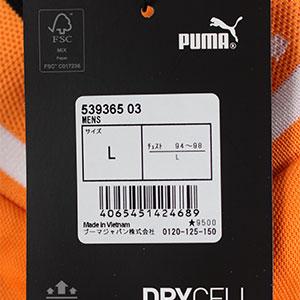 FSC
MIX
Paper
FSC® C017236
PUMA
539365 03
MENS
サイズ
L
チェスト 94～98
L
4065451424689
★9500
Made in Vietnam
プーマジャパン株式会社 0120-125-150
DRYCELL